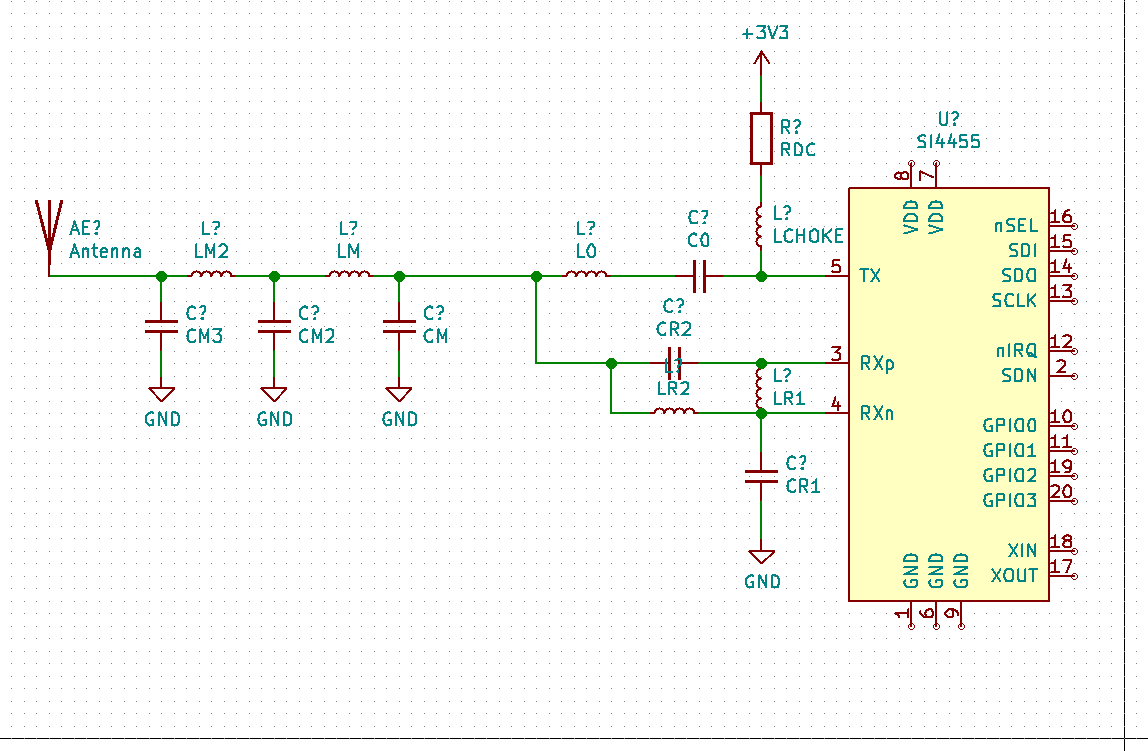 +3V3
R?
RDC
U?
SI4455
8
7
VDD
VDD
AE?
Antenna
L?
LM2
L?
LM
L?
L0
C?
C0
L?
LCHOKE
nSEL
16
SDI
15
SDO
14
SCLK
13
5
TX
C?
CM3
C?
CM2
C?
CM
C?
CR2
L?
LR2
3
RXp
L?
LR1
4
RXn
nIRQ
12
SDN
2
GND
GND
GND
GPIO0
10
GPIO1
11
GPIO2
19
GPIO3
20
C?
CR1
GND
XIN
18
XOUT
17
GND
GND
GND
1
6
9